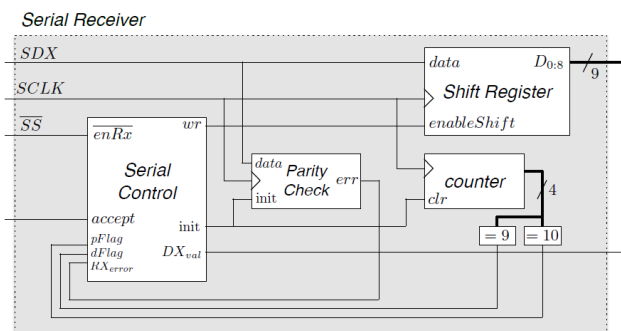 Serial Receiver
SDX
SCLK
SS
data
D0:8
9
Shift Register
enableShift
enRx
wr
Serial Control
accept
init
pFlag
dFlag
RXerror
DXval
data
Parity Check
err
init
counter
clr
4
= 9
= 10